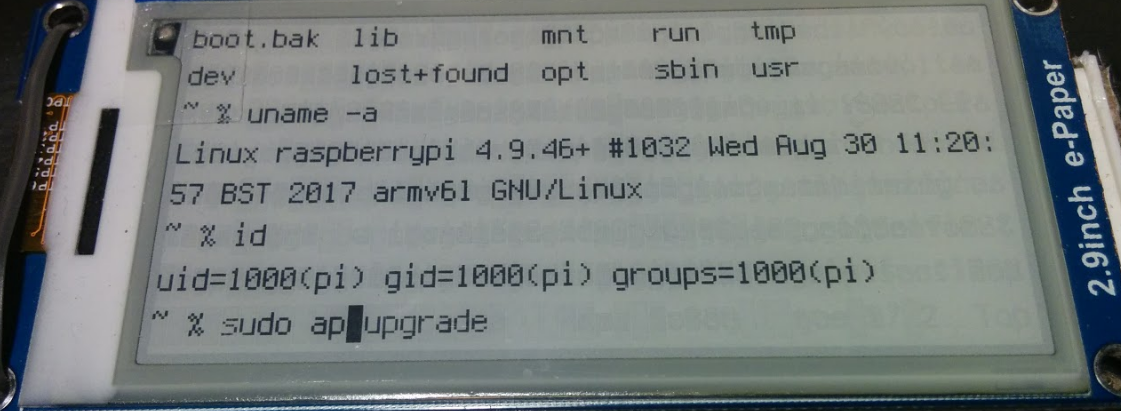 boot.bak lib mnt run tmp
dev lost+found opt sbin usr
~ % uname -a
Linux raspberrypi 4.9.46+ #1032 Wed Aug 30 11:20:
57 BST 2017 armv6l GNU/Linux
~ % id
uid=1000(pi) gid=1000(pi) groups=1000(pi)
~ % sudo ap upgrade
2.9inch e-Paper